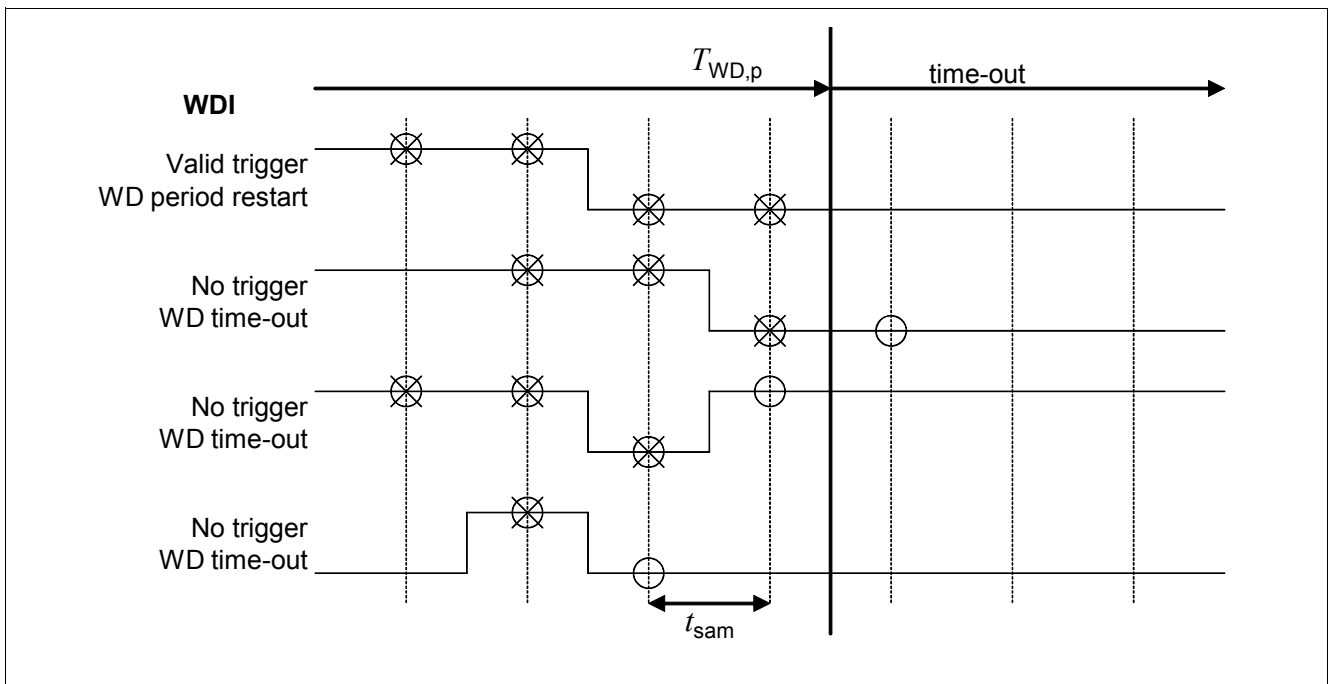 T_WD,p
time-out
WDI
Valid trigger
WD period restart
No trigger
WD time-out
No trigger
WD time-out
No trigger
WD time-out
t_sam